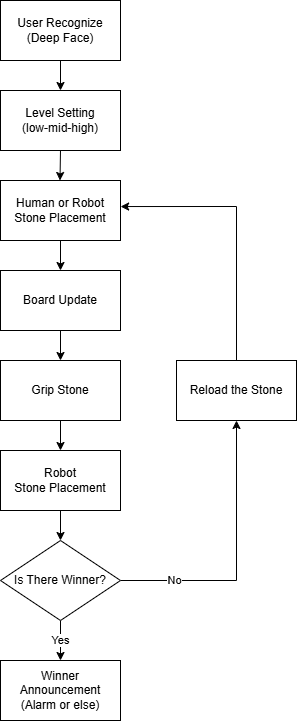 User Recognize
(Deep Face)
Level Setting
(low-mid-high)
Human or Robot
Stone Placement
Board Update
Grip Stone
Reload the Stone
Robot
Stone Placement
Is There Winner?
No
Yes
Winner
Announcement
(Alarm or else)